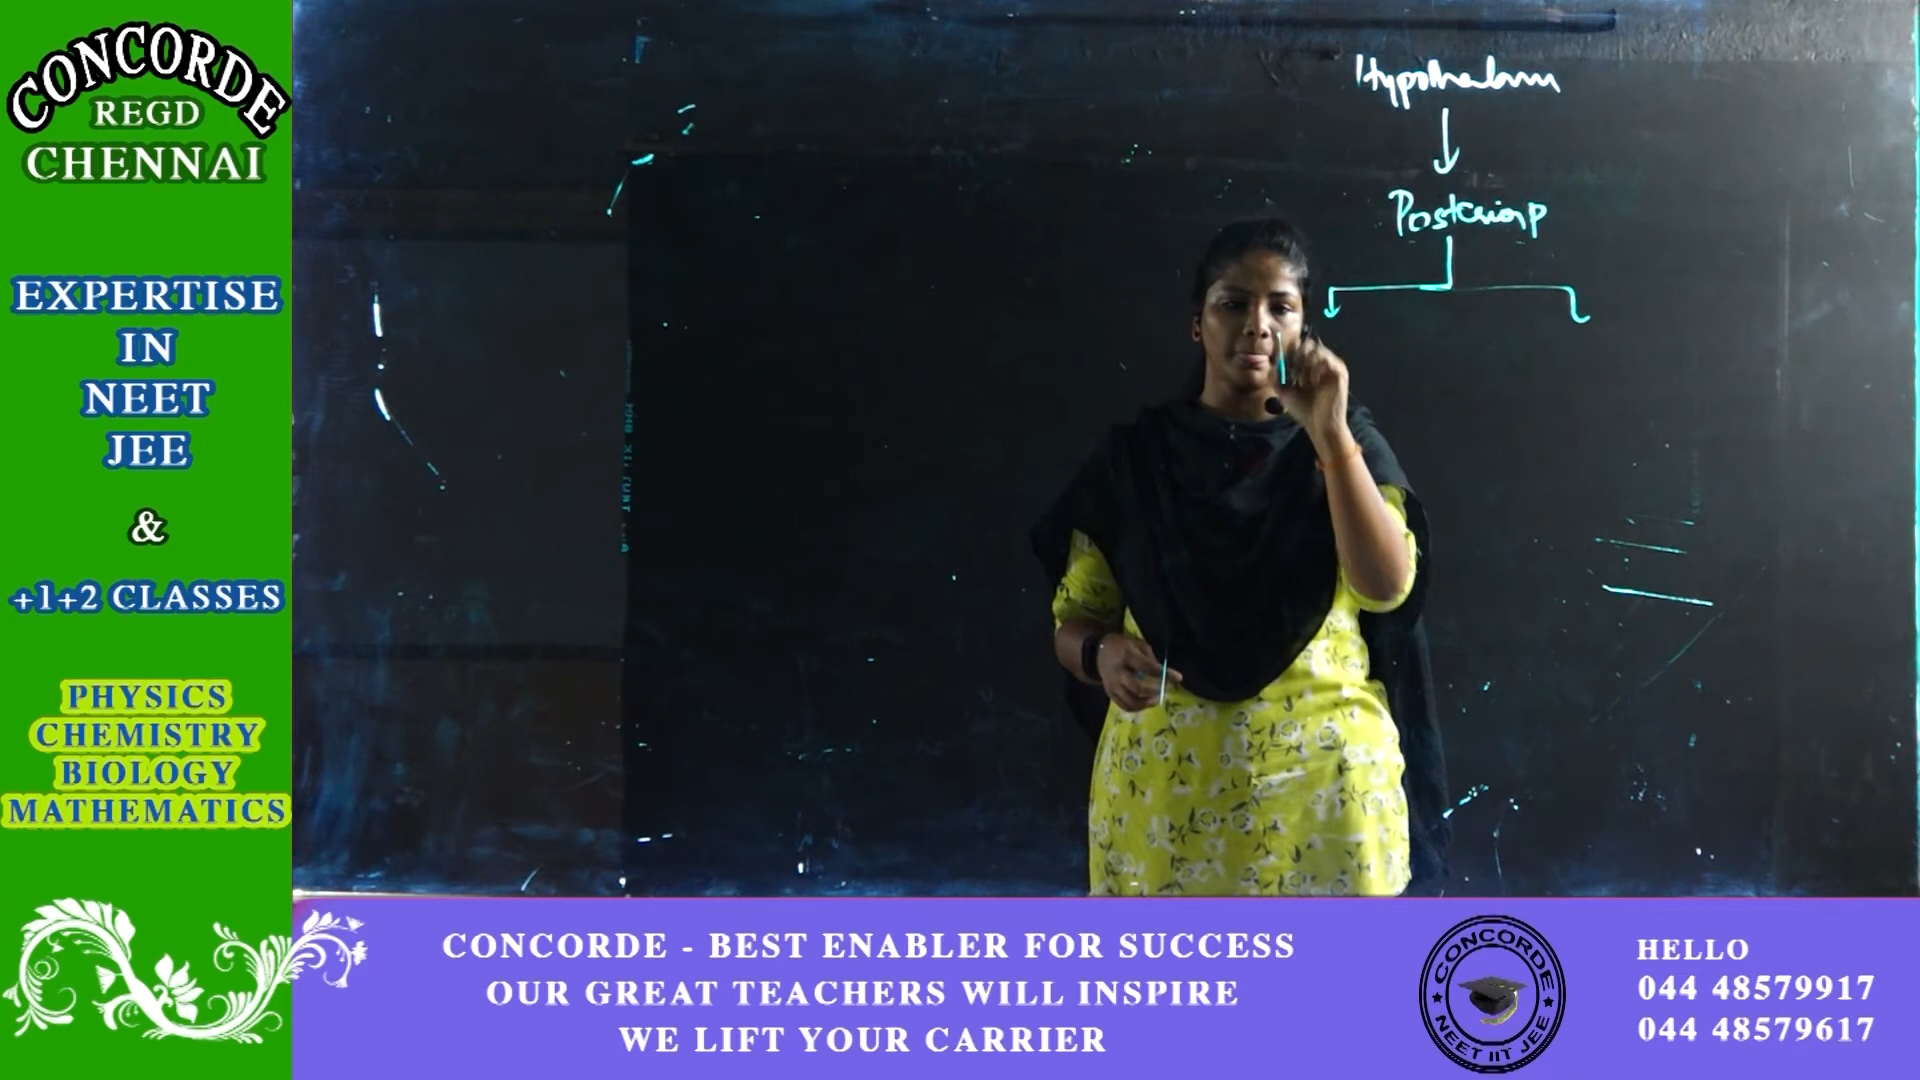 CONCORDE
REGD
CHENNAI
EXPERTISE
IN
NEET
JEE
&
+1+2 CLASSES
PHYSICS
CHEMISTRY
BIOLOGY
MATHEMATICS
Hypothalam
Posterior p
CONCORDE - BEST ENABLER FOR SUCCESS
OUR GREAT TEACHERS WILL INSPIRE
WE LIFT YOUR CARRIER
CONCORDE
NEET IIT JEE
HELLO
044 48579917
044 48579617